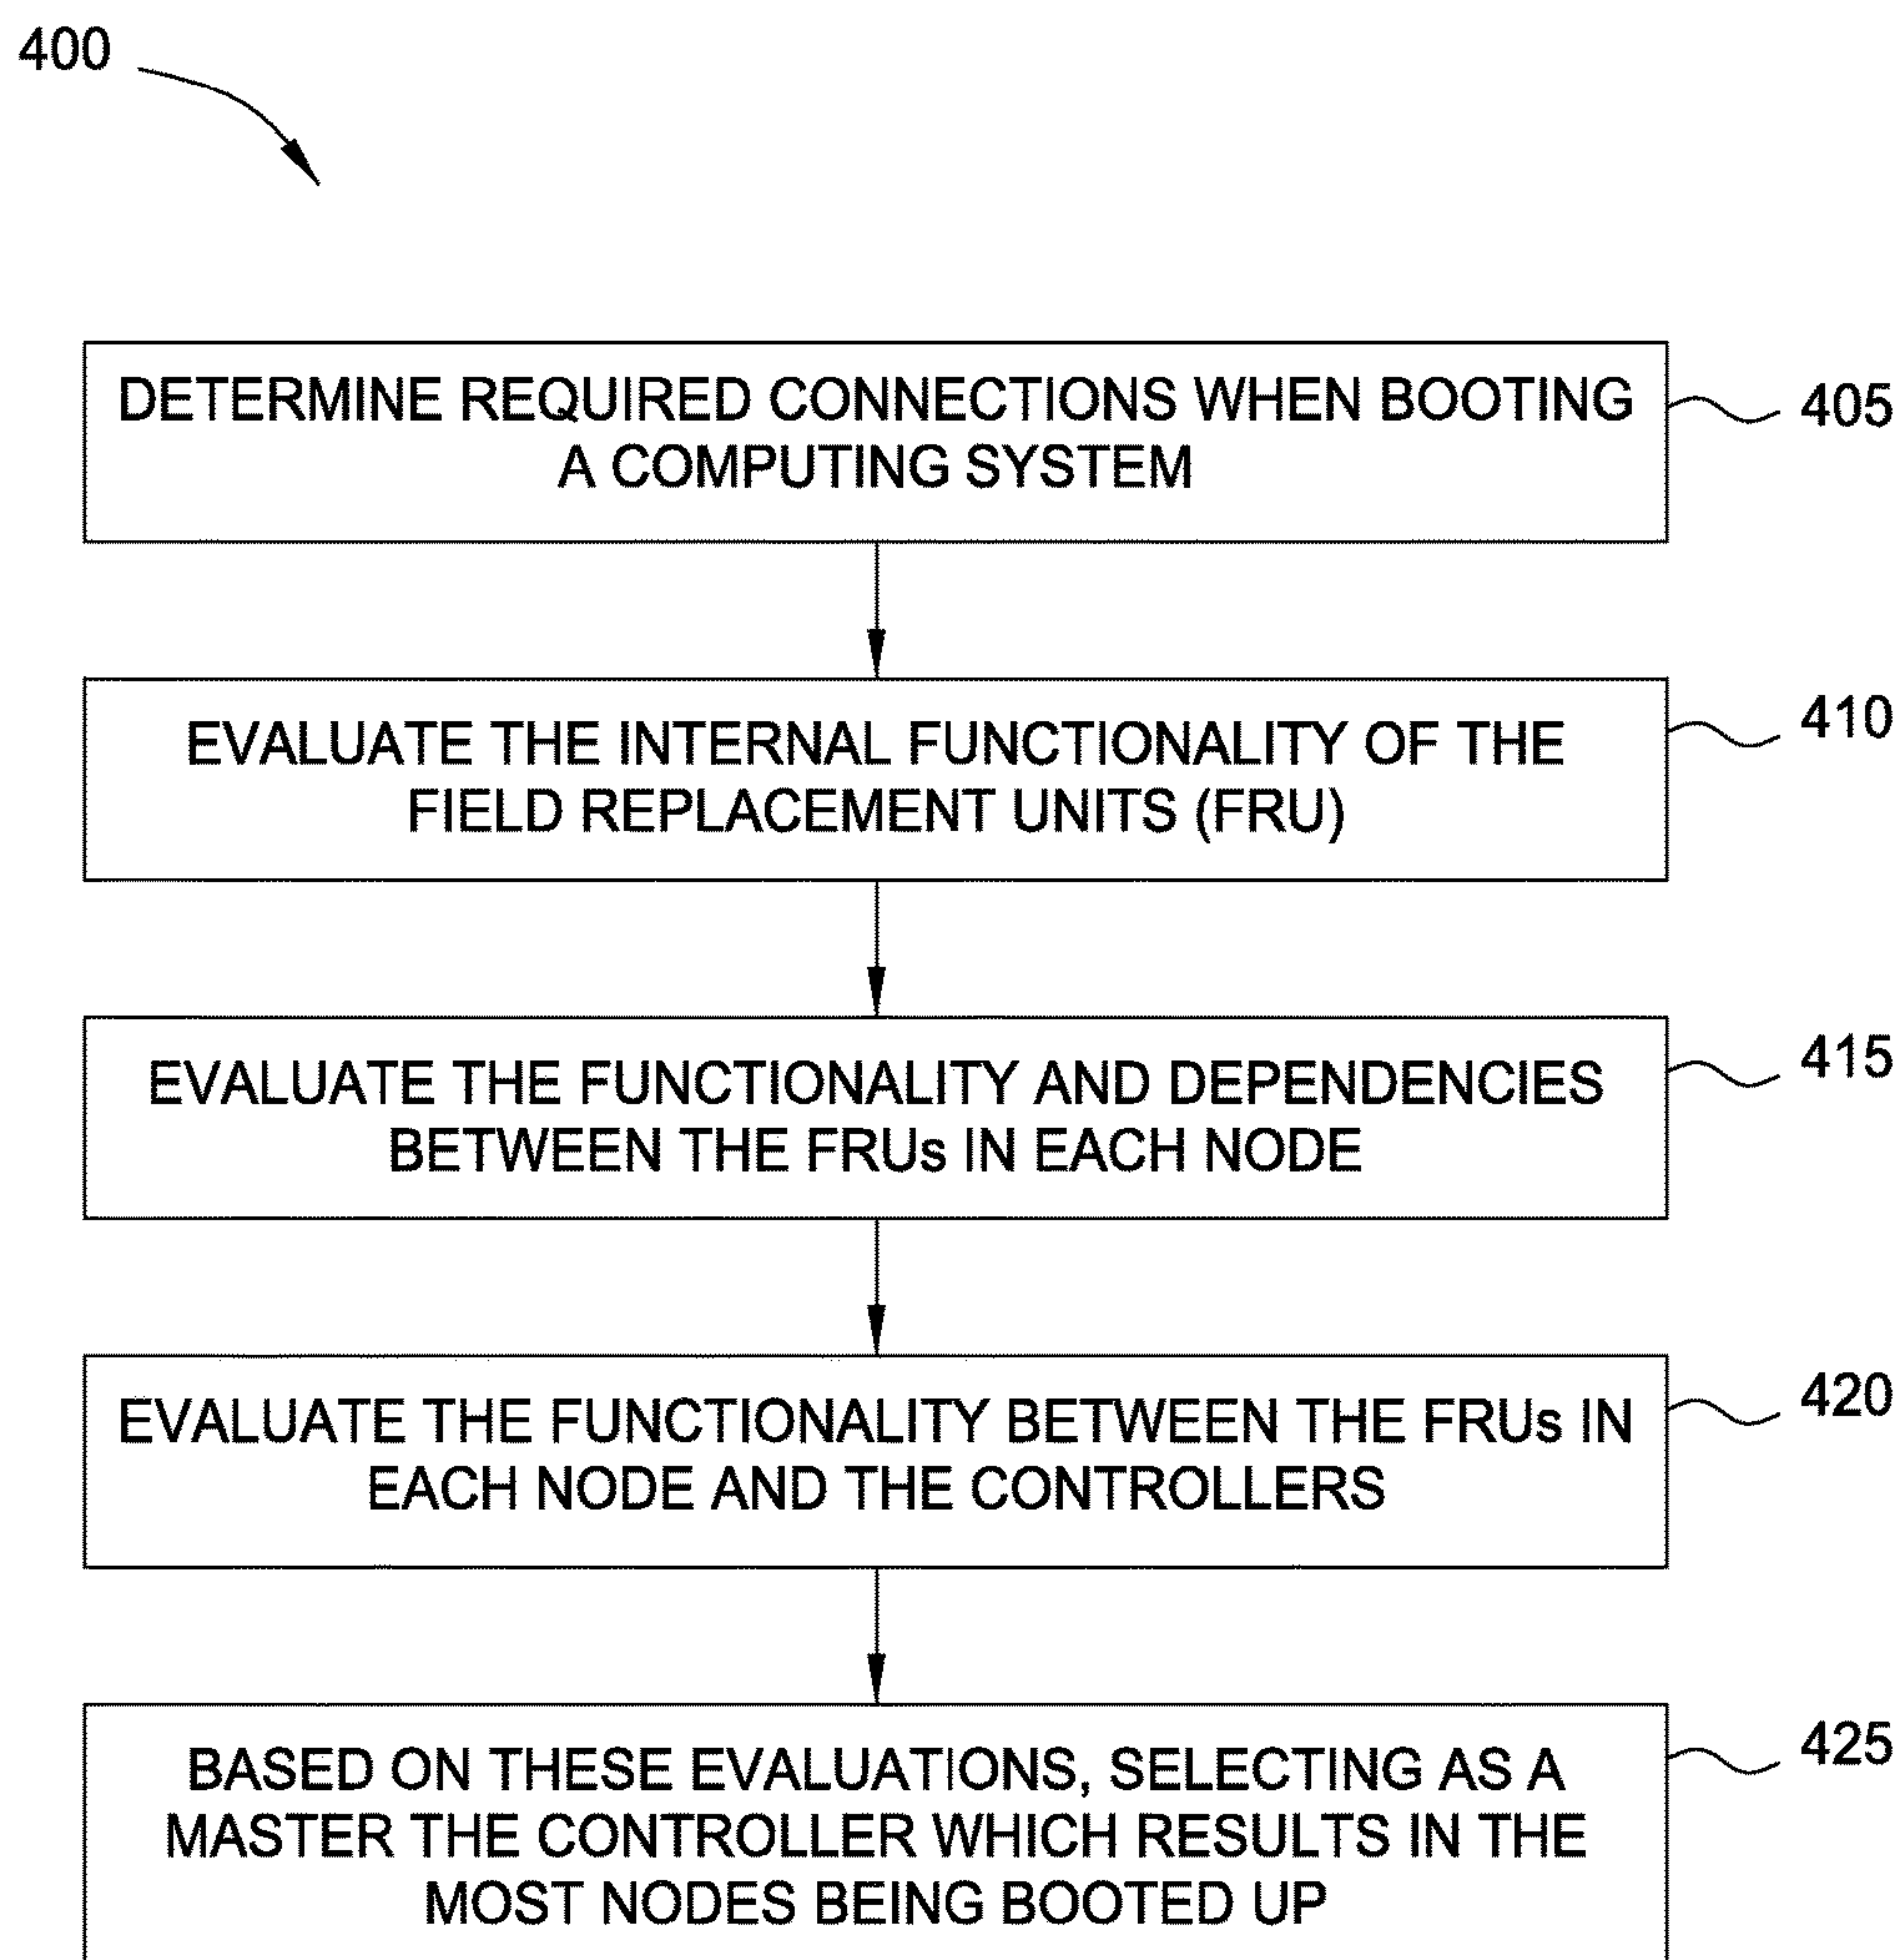 400
DETERMINE REQUIRED CONNECTIONS WHEN BOOTING
A COMPUTING SYSTEM
405
EVALUATE THE INTERNAL FUNCTIONALITY OF THE
FIELD REPLACEMENT UNITS (FRU)
410
EVALUATE THE FUNCTIONALITY AND DEPENDENCIES
BETWEEN THE FRUs IN EACH NODE
415
EVALUATE THE FUNCTIONALITY BETWEEN THE FRUs IN
EACH NODE AND THE CONTROLLERS
420
BASED ON THESE EVALUATIONS, SELECTING AS A
MASTER THE CONTROLLER WHICH RESULTS IN THE
MOST NODES BEING BOOTED UP
425